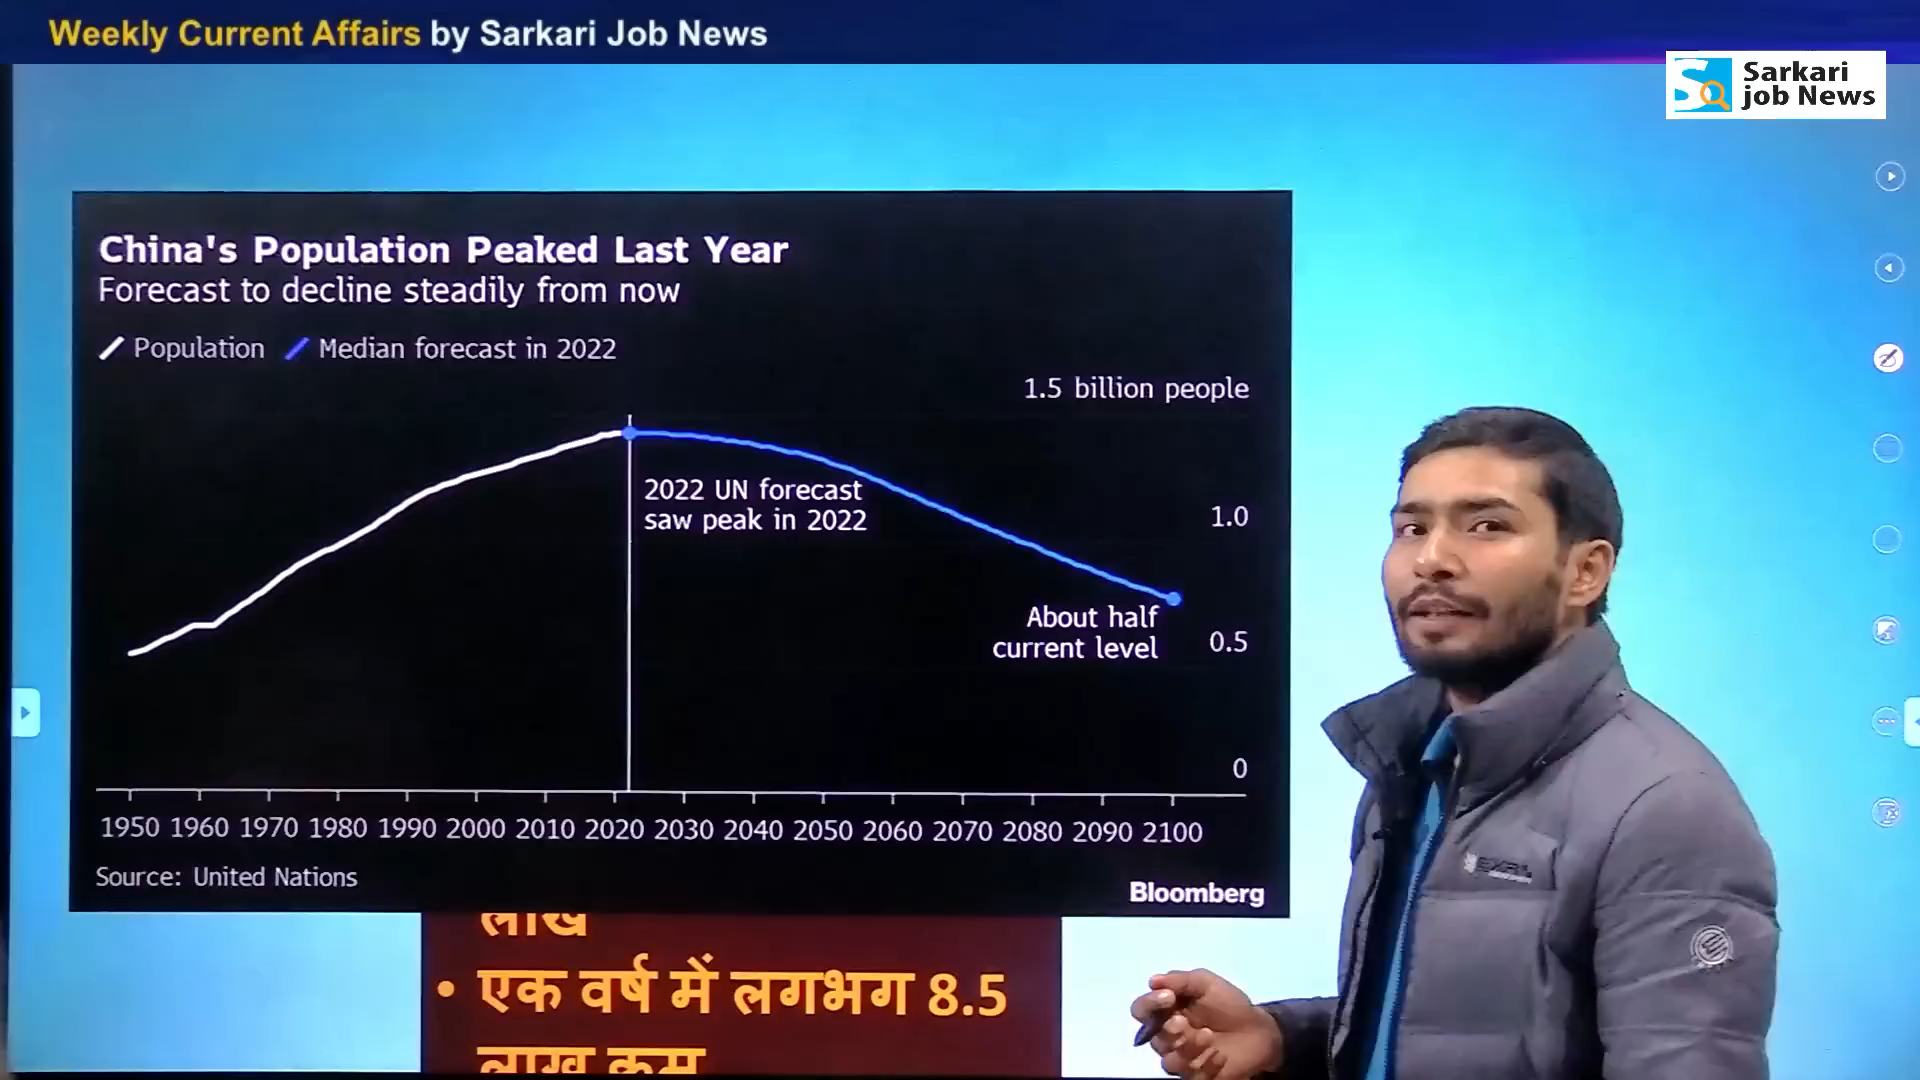 Weekly Current Affairs by Sarkari Job News
Sarkari
job News
China's Population Peaked Last Year
Forecast to decline steadily from now
Population Median forecast in 2022
1.5 billion people
2022 UN forecast
saw peak in 2022
1.0
About half
current level
0.5
0
1950 1960 1970 1980 1990 2000 2010 2020 2030 2040 2050 2060 2070 2080 2090 2100
Source: United Nations
Bloomberg
लाख
• एक वर्ष में लगभग 8.5
लाख कम